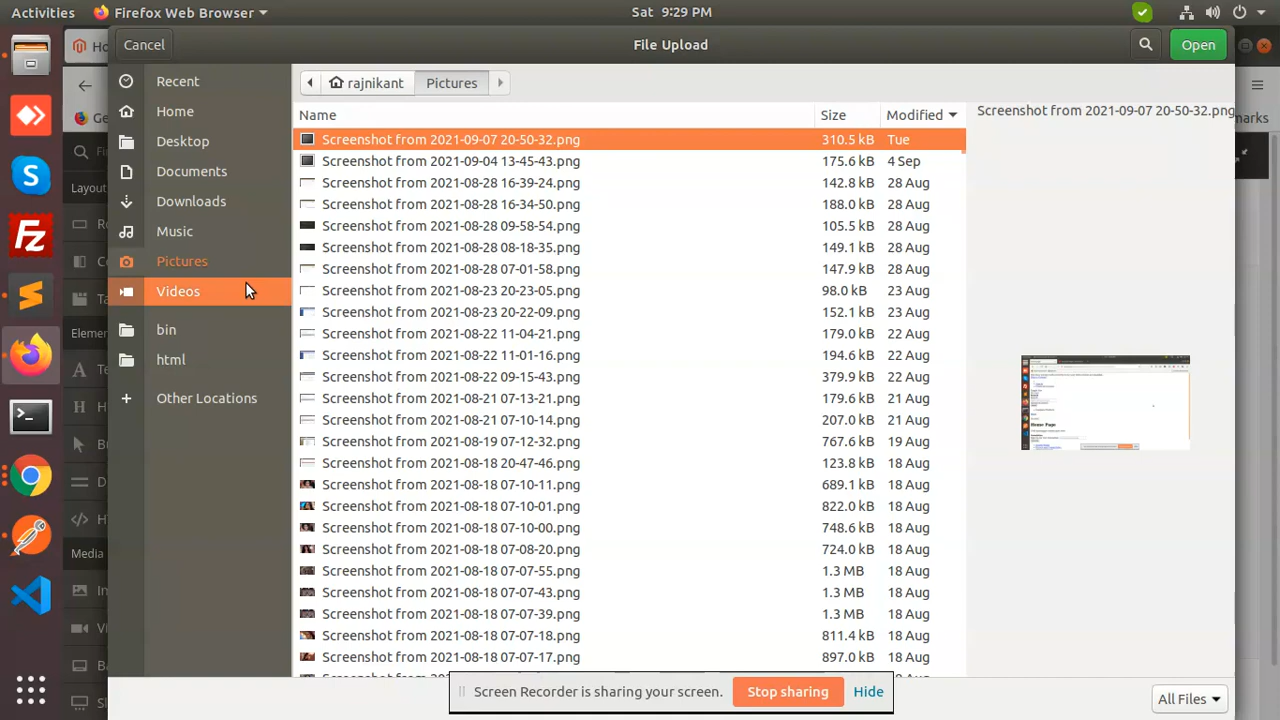 Activities
Firefox Web Browser
Sat 9:29 PM
Cancel
File Upload
Open
Ho
Ge
marks
Recent
Home
Desktop
Documents
Downloads
Music
Pictures
Videos
bin
html
Other Locations
rajnikant
Pictures
Name Size Modified
Screenshot from 2021-09-07 20-50-32.png 310.5 kB Tue
Screenshot from 2021-09-04 13-45-43.png 175.6 kB 4 Sep
Screenshot from 2021-08-28 16-39-24.png 142.8 kB 28 Aug
Screenshot from 2021-08-28 16-34-50.png 188.0 kB 28 Aug
Screenshot from 2021-08-28 09-58-54.png 105.5 kB 28 Aug
Screenshot from 2021-08-28 08-18-35.png 149.1 kB 28 Aug
Screenshot from 2021-08-28 07-01-58.png 147.9 kB 28 Aug
Screenshot from 2021-08-23 20-23-05.png 98.0 kB 23 Aug
Screenshot from 2021-08-23 20-22-09.png 152.1 kB 23 Aug
Screenshot from 2021-08-22 11-04-21.png 179.0 kB 22 Aug
Screenshot from 2021-08-22 11-01-16.png 194.6 kB 22 Aug
Screenshot from 2021-08-22 09-15-43.png 379.9 kB 22 Aug
Screenshot from 2021-08-21 07-13-21.png 179.6 kB 21 Aug
Screenshot from 2021-08-21 07-10-14.png 207.0 kB 21 Aug
Screenshot from 2021-08-19 07-12-32.png 767.6 kB 19 Aug
Screenshot from 2021-08-18 20-47-46.png 123.8 kB 18 Aug
Screenshot from 2021-08-18 07-10-11.png 689.1 kB 18 Aug
Screenshot from 2021-08-18 07-10-01.png 822.0 kB 18 Aug
Screenshot from 2021-08-18 07-10-00.png 748.6 kB 18 Aug
Screenshot from 2021-08-18 07-08-20.png 724.0 kB 18 Aug
Screenshot from 2021-08-18 07-07-55.png 1.3 MB 18 Aug
Screenshot from 2021-08-18 07-07-43.png 1.3 MB 18 Aug
Screenshot from 2021-08-18 07-07-39.png 1.3 MB 18 Aug
Screenshot from 2021-08-18 07-07-18.png 811.4 kB 18 Aug
Screenshot from 2021-08-18 07-07-17.png 897.0 kB 18 Aug
Screenshot from 2021-09-07 20-50-32.png
Home Page
Fi
Layou
Ro
Co
Ta
Elemer
Te
H
B
D
H
Media
Im
Vi
Ba
Sl
Screen Recorder is sharing your screen.
Stop sharing
Hide
All Files